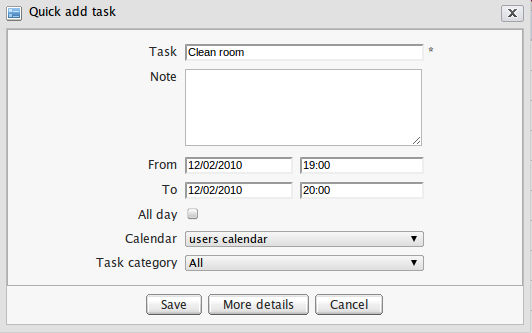 Quick add task
Task Clean room *
Note
From 12/02/2010 19:00
To 12/02/2010 20:00
All day
Calendar users calendar
Task category All
Save More details Cancel